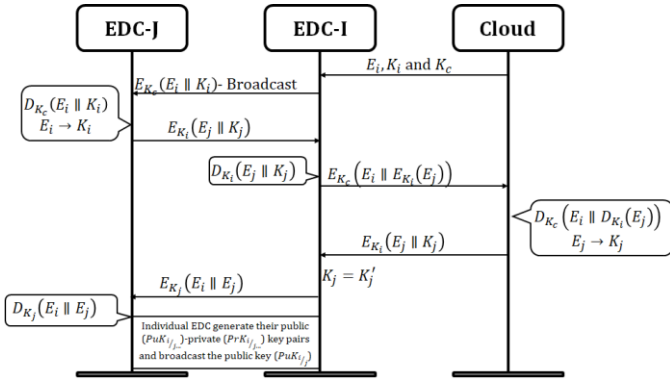 EDC-J
EDC-I
Cloud
E_i, K_i and K_c
E_{K_c}(E_i ∥ K_i)- Broadcast
D_{K_c}(E_i ∥ K_i)
E_i → K_i
E_{K_i}(E_j ∥ K_j)
D_{K_i}(E_j ∥ K_j)
E_{K_c}(E_i ∥ E_{K_i}(E_j))
D_{K_c}(E_i ∥ D_{K_i}(E_j))
E_j → K_j
E_{K_i}(E_j ∥ K_j)
K_j = K_j'
E_{K_j}(E_i ∥ E_j)
D_{K_j}(E_i ∥ E_j)
Individual EDC generate their public
(PuK_{i/j...})-private (PrK_{i/j...}) key pairs
and broadcast the public key (PuK_{i/j})